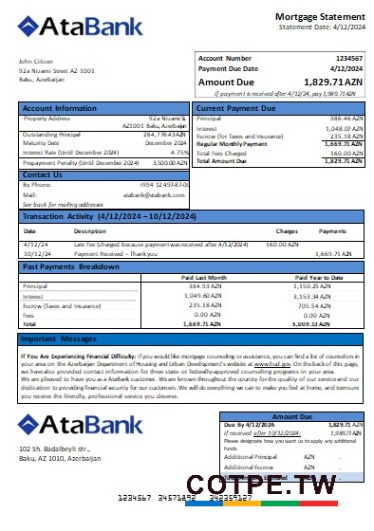 AtaBank
Mortgage Statement
Statement Date: 4/12/2024
John Citizen
92a Nizami Street AZ 1001
Baku, Azerbaijan
Account Number 1234567
Payment Due Date 4/12/2024
Amount Due 1,829.71AZN
If payment is received after 4/12/24, pay 1,989.71AZN
Account Information
Property Address 92a Nizami S
AZ1001 Baku, Azerbaijan
Outstanding Principal 264,776.43AZN
Maturity Date December 2024
Interest Rate (Until December 2024) 4.75%
Prepayment Penalty (Until December 2024) 3,500.00AZN
Contact Us
By Phone: +994 12 497-87-0
Mail: atabank@atabank.com
See back for mailing addresses
Current Payment Due
Principal 386.46 AZN
Interest 1,048.07 AZN
Escrow (for Taxes and Insurance) 235.18 AZN
Regular Monthly Payment 1,669.71 AZN
Total Fees Charged 160.00 AZN
Total Amount Due 1,829.71 AZN
Transaction Activity (4/12/2024 – 10/12/2024)
Date Description Charges Payments
4/12/24 Late Fee (charged because payment was received after 4/12/2024) 160.00 AZN
10/12/24 Payment Received – Thank you 1,669.71 AZN
Past Payments Breakdown
Paid Last Month Paid Year to Date
Principal 384.93 AZN 1,150.25 AZN
Interest 1,049.60 AZN 3,153.34 AZN
Escrow (Taxes and Insurance) 235.18 AZN 705.54 AZN
Fees 0.00 AZN 0.00 AZN
Total 1,669.71 AZN 5,009.13 AZN
Important Messages
If You Are Experiencing Financial Difficulty: If you would like mortgage counseling or assistance, you can find a list of counselors in
your area on the Azerbaijan Department of Housing and Urban Development's website at www.hud.gov. On the back of this page,
we have also provided contact information for three state- or federally-approved counseling programs in your area.
We are pleased to have you as Atabank customer. We are known throughout the country for the quality of our service and our
dedication to providing financial security for our customers. We will do everything we can to make you feel at home, and to ensure
you receive the friendly, professional service you deserve.
AtaBank
102 Sh. Badalbeyli str.,
Baku, AZ 1010, Azerbaijan
Amount Due
Due By 4/12/2024: 1,829.71 AZN
If received after 10/12/2024: 1,989.71AZN
Please designate how you want us to apply any additional
funds.
Additional Principal AZN .
Additional Escrow AZN .
COTPE.TW
1234567 34571892 342359127